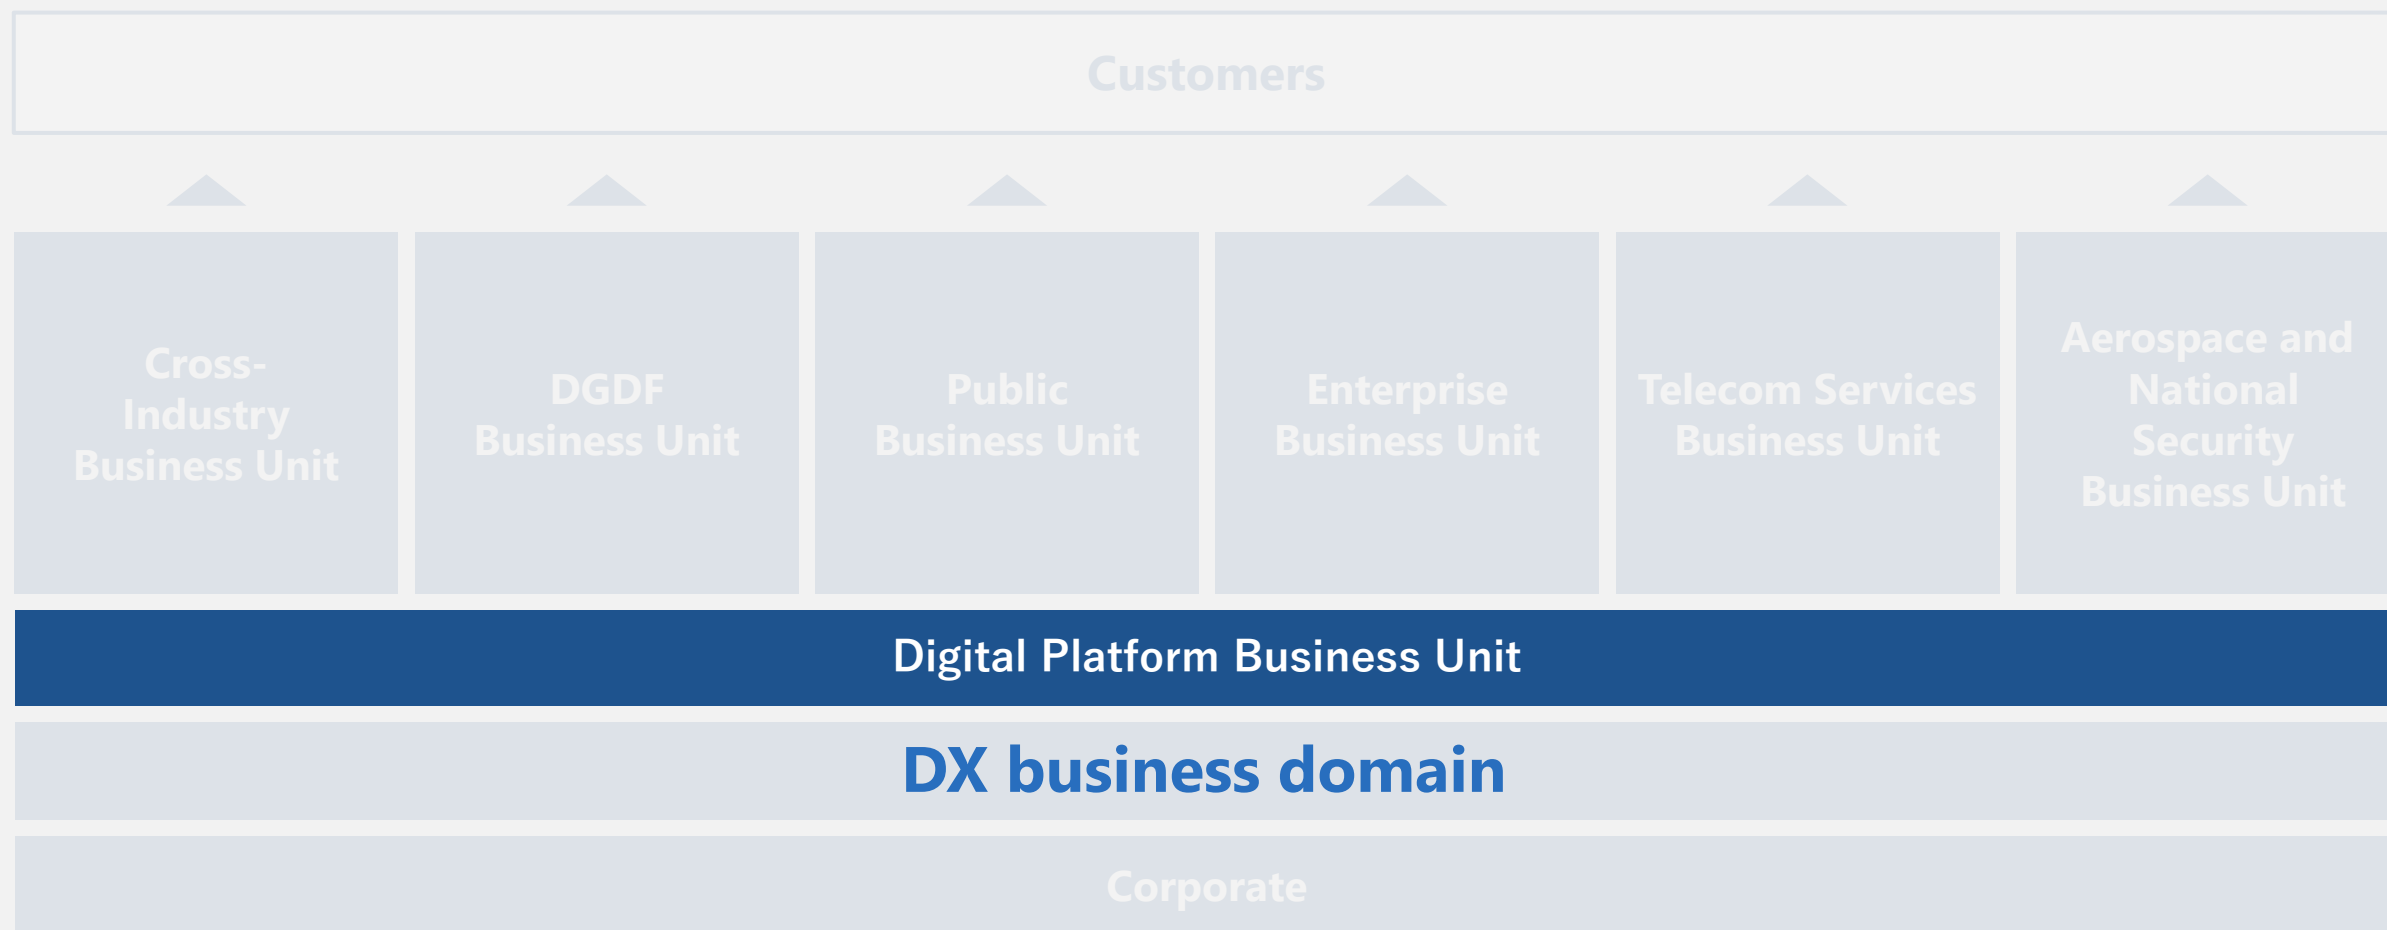 Customers
Cross-
Industry
Business Unit
DGDF
Business Unit
Public
Business Unit
Enterprise
Business Unit
Telecom Services
Business Unit
Aerospace and
National
Security
Business Unit
Digital Platform Business Unit
DX business domain
Corporate